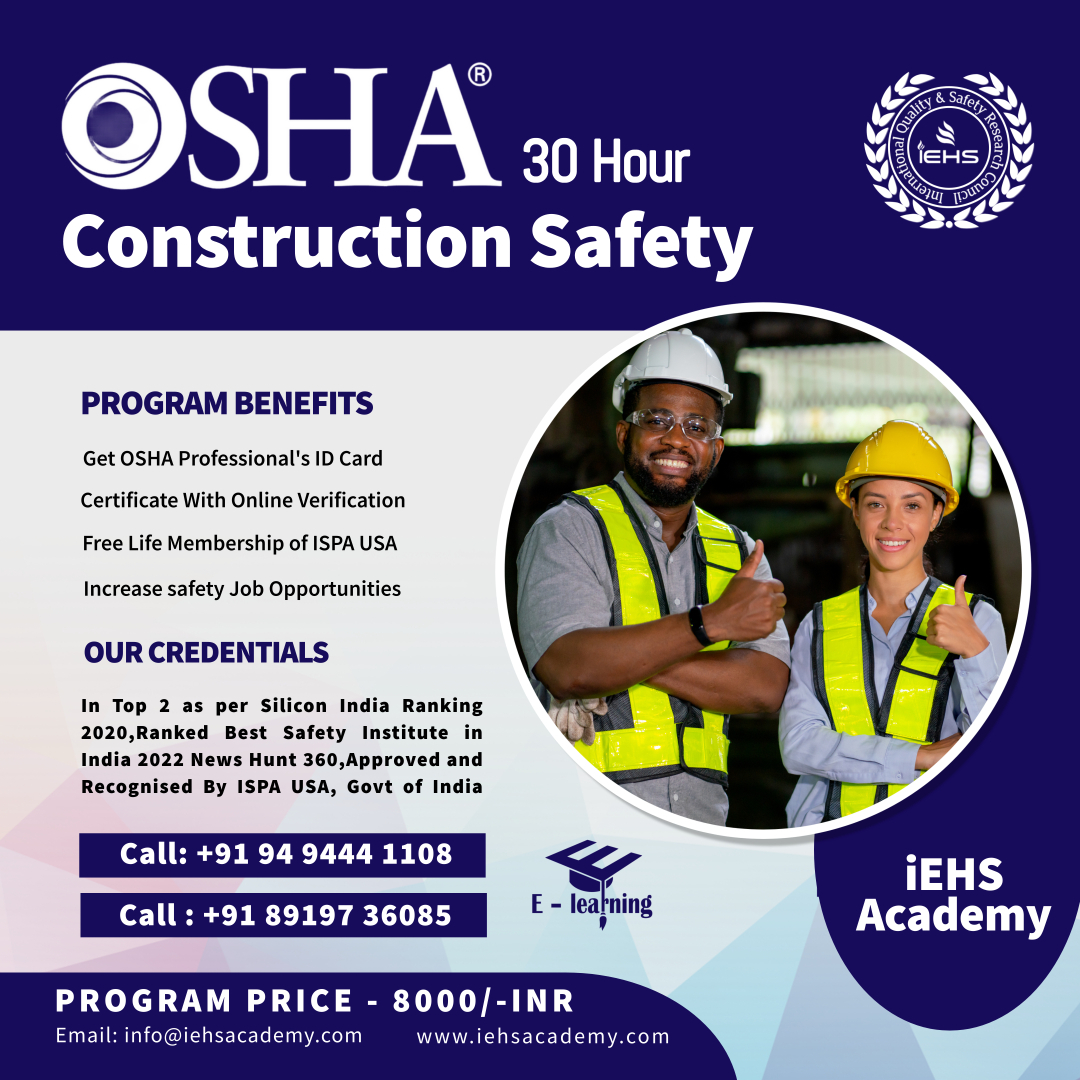 OSHA® 30 Hour
Construction Safety
International Quality & Safety Research Council
iEHS
PROGRAM BENEFITS
Get OSHA Professional's ID Card
Certificate With Online Verification
Free Life Membership of ISPA USA
Increase safety Job Opportunities
OUR CREDENTIALS
In Top 2 as per Silicon India Ranking
2020,Ranked Best Safety Institute in
India 2022 News Hunt 360,Approved and
Recognised By ISPA USA, Govt of India
Call: +91 94 9444 1108
Call : +91 89197 36085
E - learning
iEHS
Academy
PROGRAM PRICE - 8000/-INR
Email: info@iehsacademy.com www.iehsacademy.com